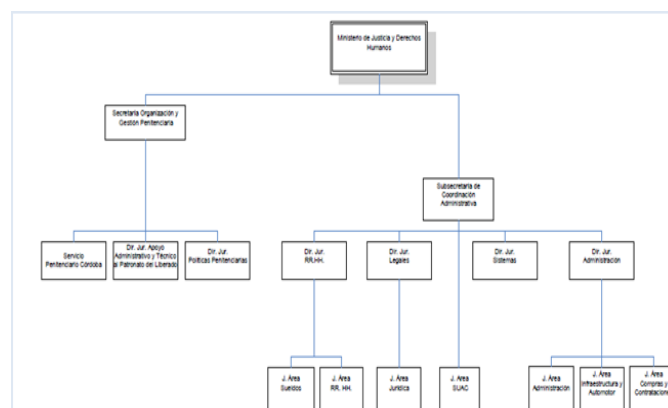 Ministerio de Justicia y Derechos
Humanos
Secretaría Organización y
Gestión Penitenciaria
Subsecretaría de
Coordinación
Administrativa
Servicio
Penitenciario Córdoba
Dir. Jur. Apoyo
Administrativo y Técnico
al Patronato del Liberado
Dir. Jur.
Políticas Penitenciarias
Dir. Jur.
RR.HH.
Dir. Jur.
Legales
Dir. Jur.
Sistemas
Dir. Jur.
Administración
J. Área
Sueldos
J. Área
RR. HH.
J. Área
Jurídica
J. Área
SUAC
J. Área
Administración
J. Área
Infraestructura y
Automotor
J. Área
Compras y
Contratacione